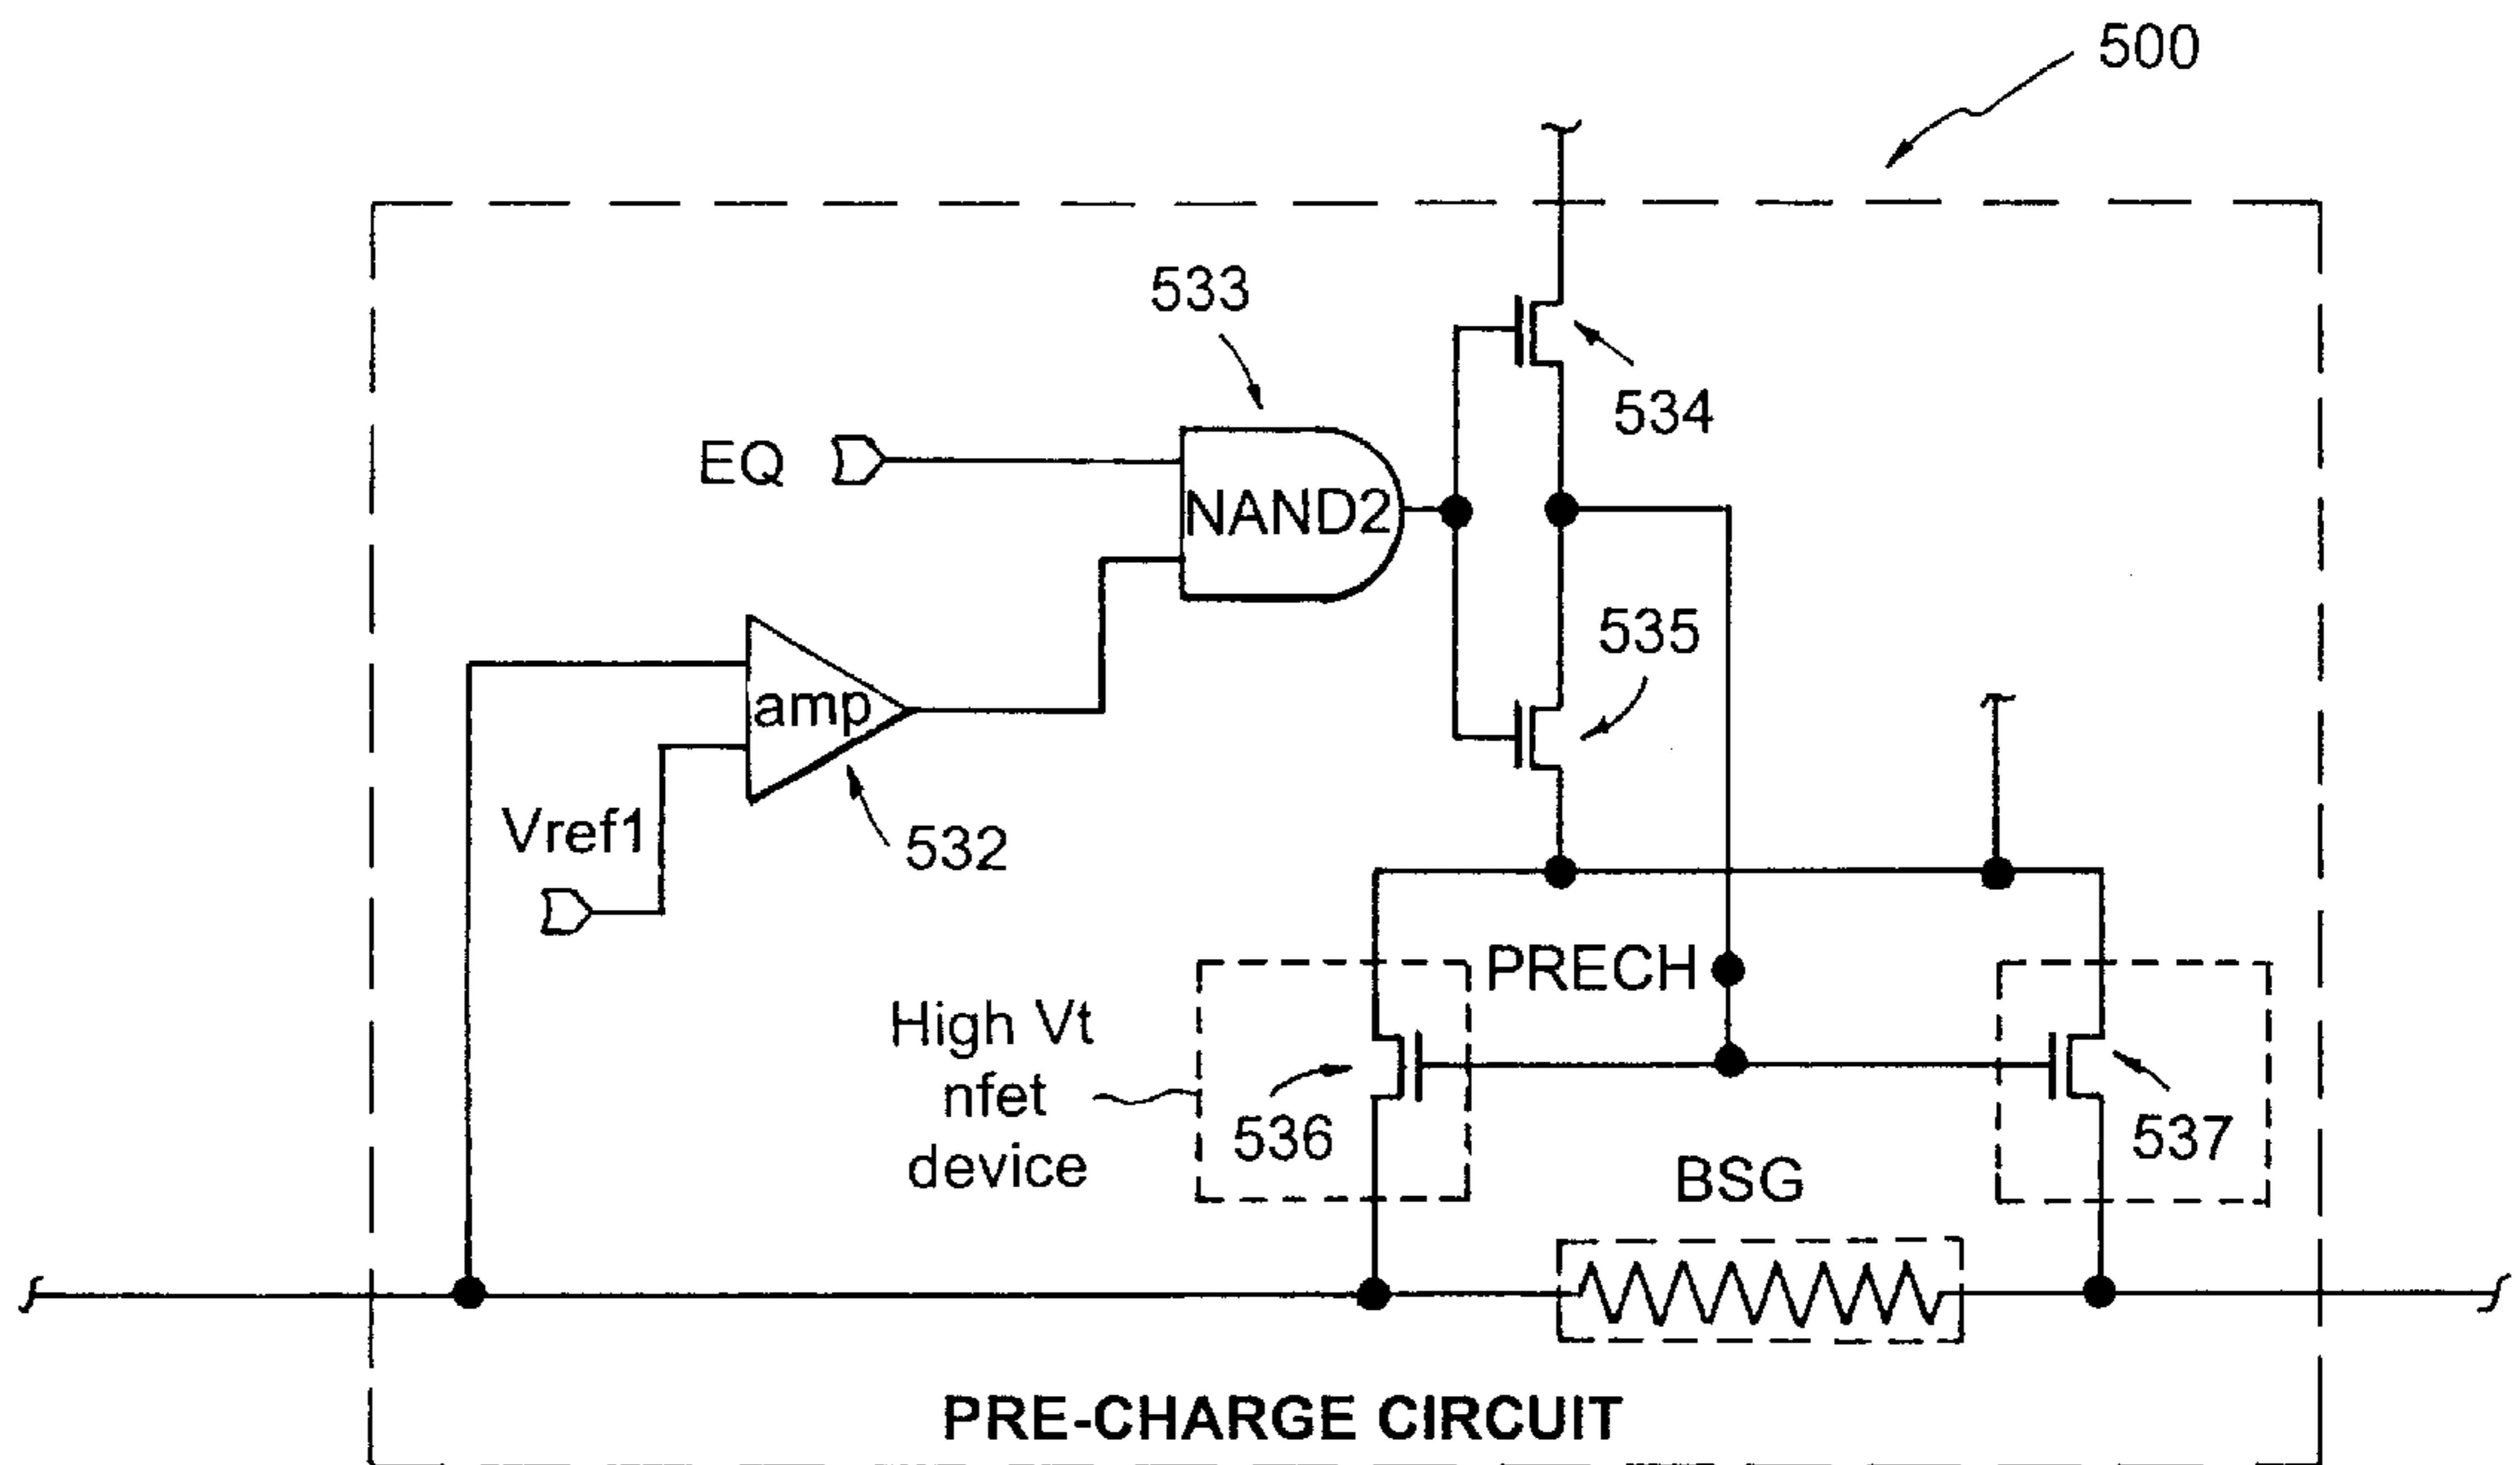 500
533
534
EQ
NAND2
535
amp
Vref1
532
PRECH
High Vt
nfet
device
536
537
BSG
PRE-CHARGE CIRCUIT